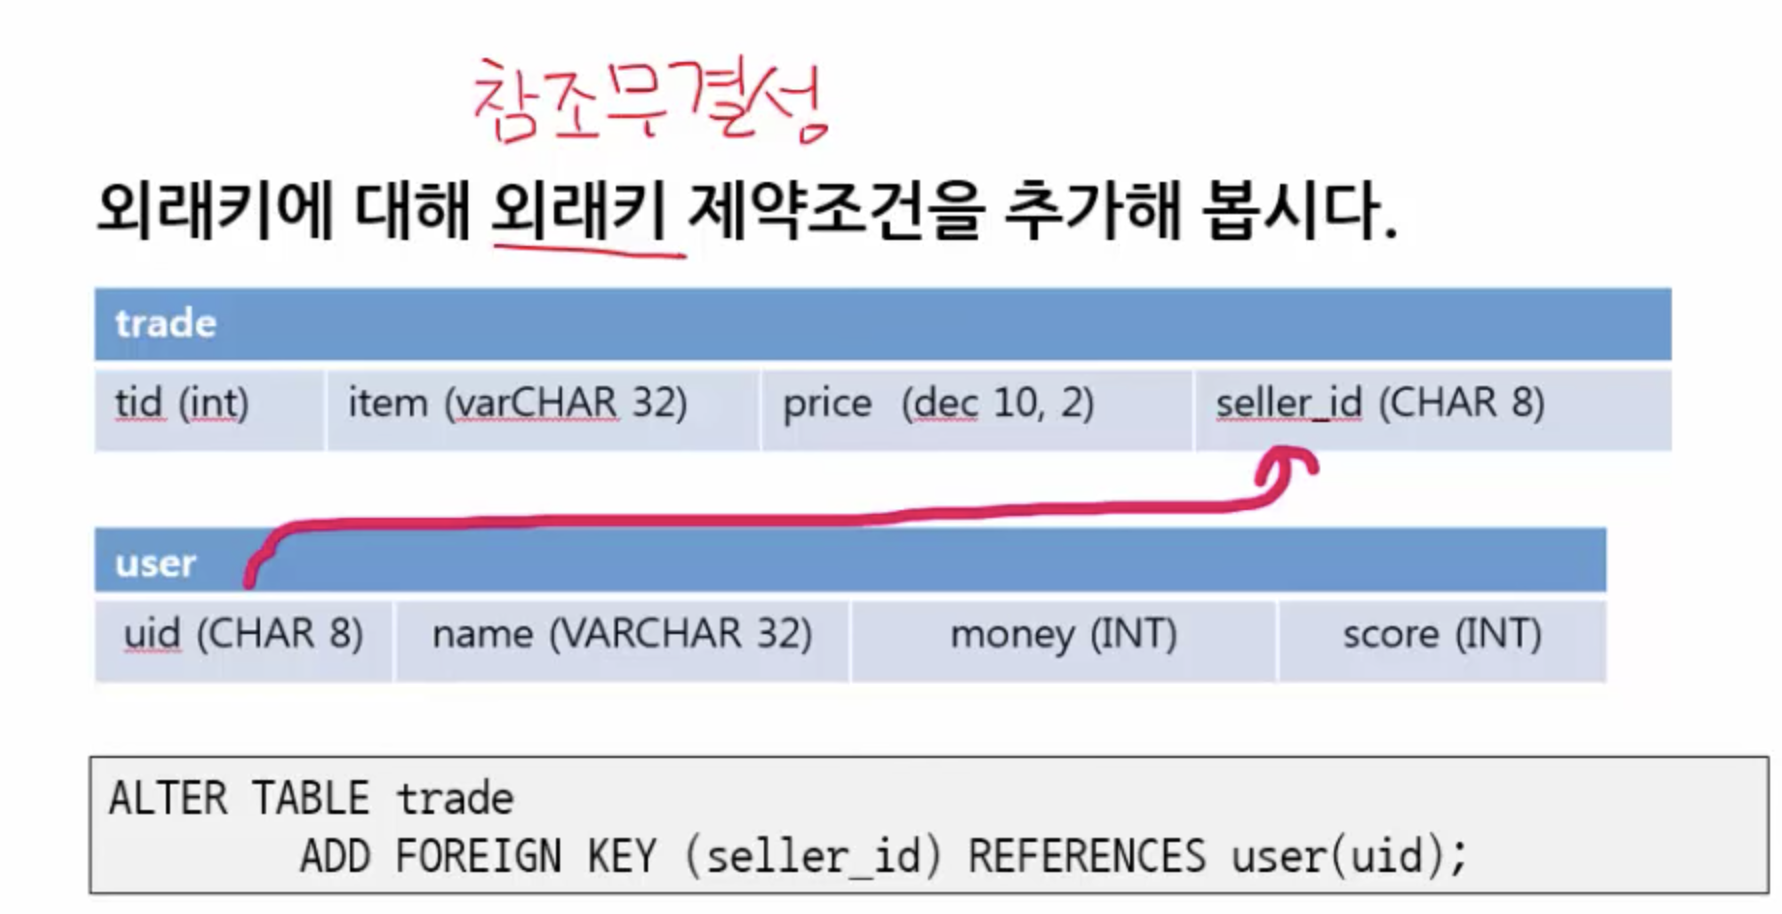 참조무결성
외래키에 대해 외래키 제약조건을 추가해 봅시다.
trade
tid (int) item (varCHAR 32) price (dec 10, 2) seller_id (CHAR 8)
user
uid (CHAR 8) name (VARCHAR 32) money (INT) score (INT)
ALTER TABLE trade
ADD FOREIGN KEY (seller_id) REFERENCES user(uid);